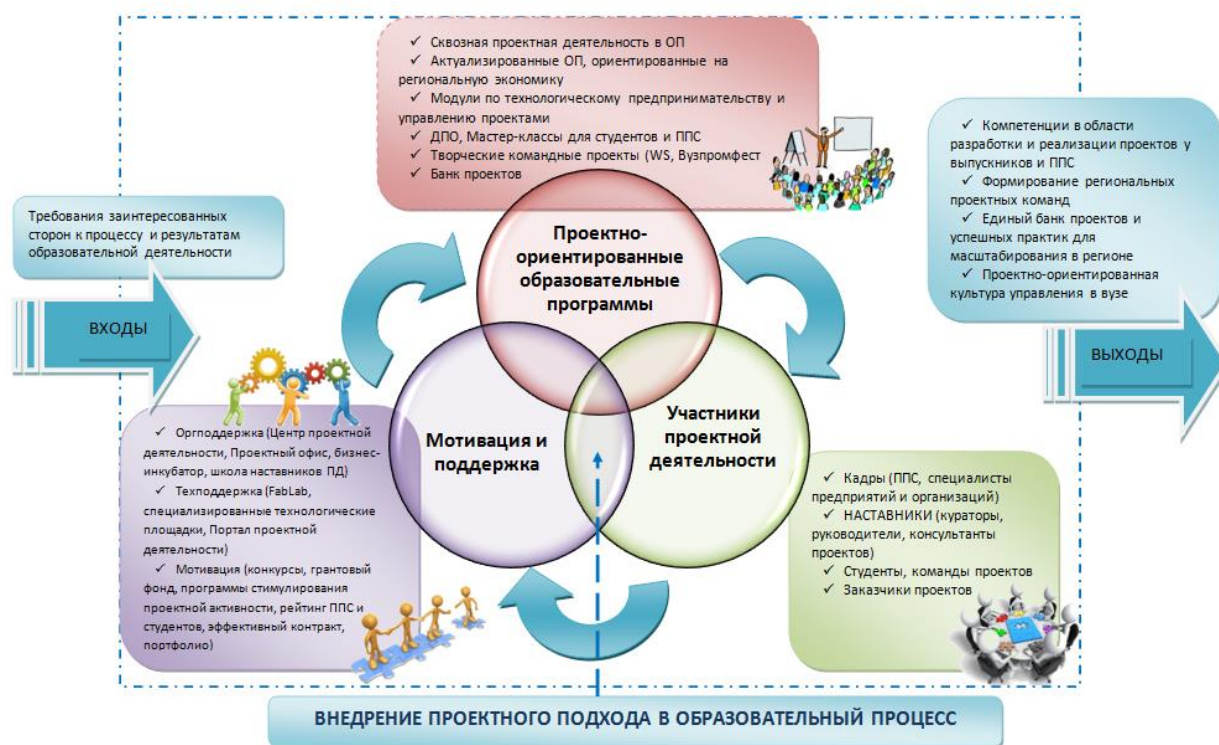 ✓ Сквозная проектная деятельность в ОП
✓ Актуализированные ОП, ориентированные на
региональную экономику
✓ Модули по технологическому предпринимательству и
управлению проектами
✓ ДПО, Мастер-классы для студентов и ППС
✓ Творческие командные проекты (WS, Вузпромфест
✓ Банк проектов
Требования заинтересованных
сторон к процессу и результатам
образовательной деятельности
ВХОДЫ
Проектно-
ориентированные
образовательные
программы
Мотивация и
поддержка
Участники
проектной
деятельности
✓ Компетенции в области
разработки и реализации проектов у
выпускников и ППС
✓ Формирование региональных
проектных команд
✓ Единый банк проектов и
успешных практик для
масштабирования в регионе
✓ Проектно-ориентированная
культура управления в вузе
ВЫХОДЫ
✓ Оргподдержка (Центр проектной
деятельности, Проектный офис, бизнес-
инкубатор, школа наставников ПД)
✓ Техподдержка (FabLab,
специализированные технологические
площадки, Портал проектной
деятельности)
✓ Мотивация (конкурсы, грантовый
фонд, программы стимулирования
проектной активности, рейтинг ППС и
студентов, эффективный контракт,
портфолио)
✓ Кадры (ППС, специалисты
предприятий и организаций)
✓ НАСТАВНИКИ (кураторы,
руководители, консультанты
проектов)
✓ Студенты, команды проектов
✓ Заказчики проектов
ВНЕДРЕНИЕ ПРОЕКТНОГО ПОДХОДА В ОБРАЗОВАТЕЛЬНЫЙ ПРОЦЕСС